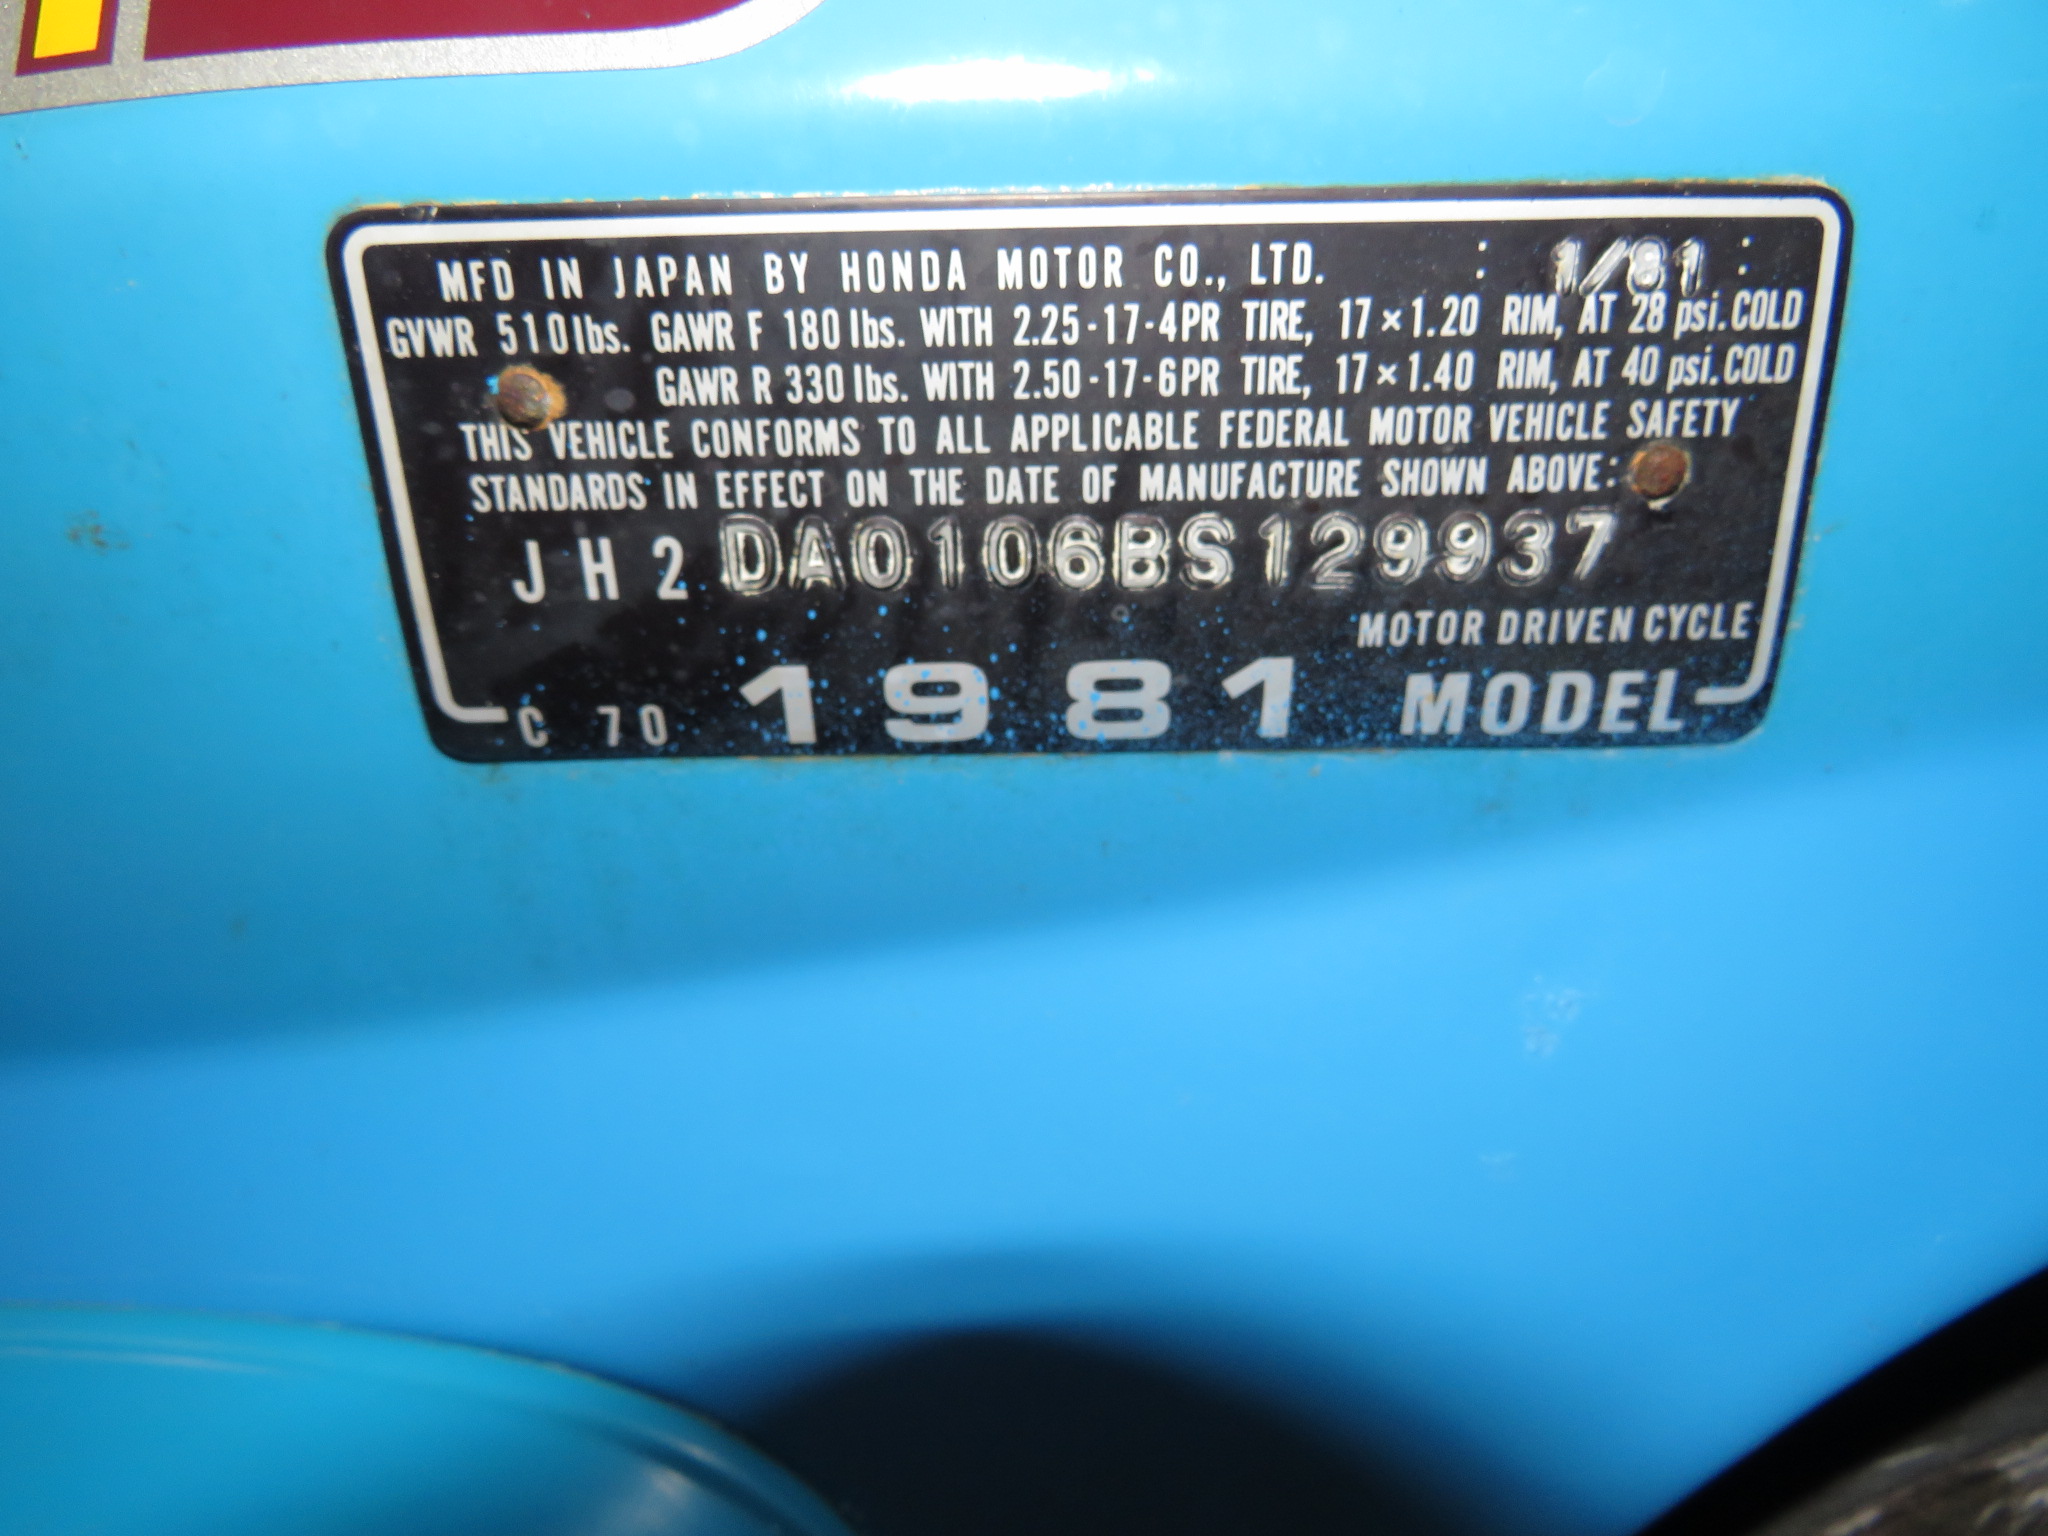 MFD IN JAPAN BY HONDA MOTOR CO., LTD. : 1/81 :
GVWR 510 lbs. GAWR F 180 lbs. WITH 2.25-17-4PR TIRE, 17×1.20 RIM, AT 28 psi. COLD
GAWR R 330 lbs. WITH 2.50-17-6PR TIRE, 17×1.40 RIM, AT 40 psi. COLD
THIS VEHICLE CONFORMS TO ALL APPLICABLE FEDERAL MOTOR VEHICLE SAFETY
STANDARDS IN EFFECT ON THE DATE OF MANUFACTURE SHOWN ABOVE:
JH2DA0106BS129937
MOTOR DRIVEN CYCLE
C 70 1981 MODEL